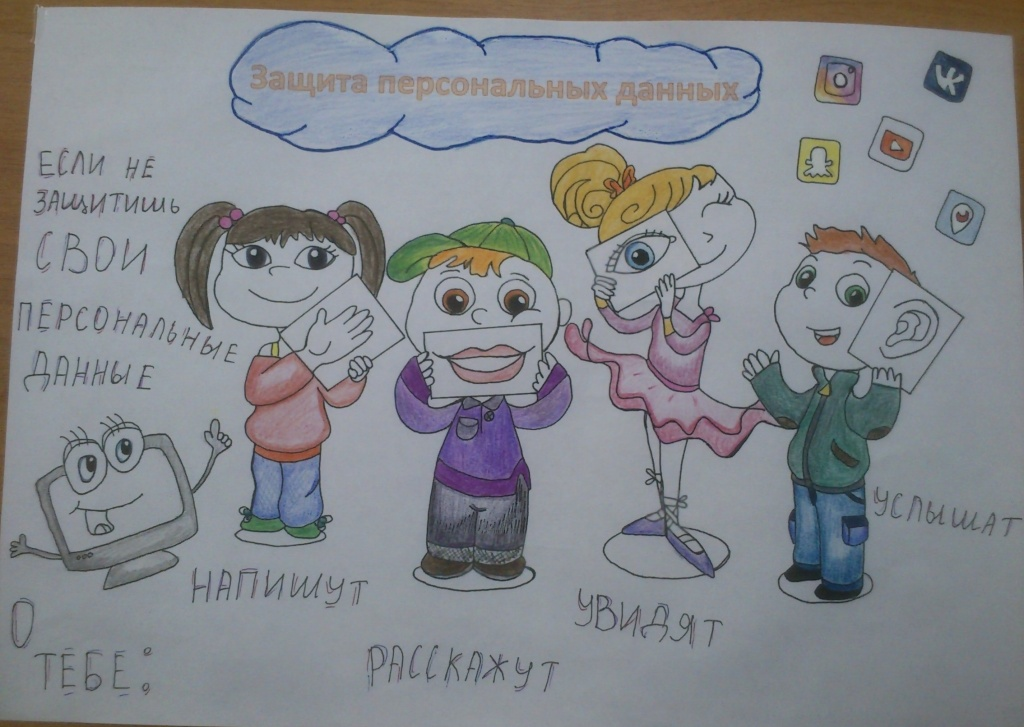 Защита персональных данных
ЕСЛИ НЕ
ЗАЩИТИШЬ
СВОИ
ПЕРСОНАЛЬНЫЕ
ДАННЫЕ
О
ТЕБЕ:
НАПИШУТ
РАССКАЖУТ
УВИДЯТ
УСЛЫШАТ